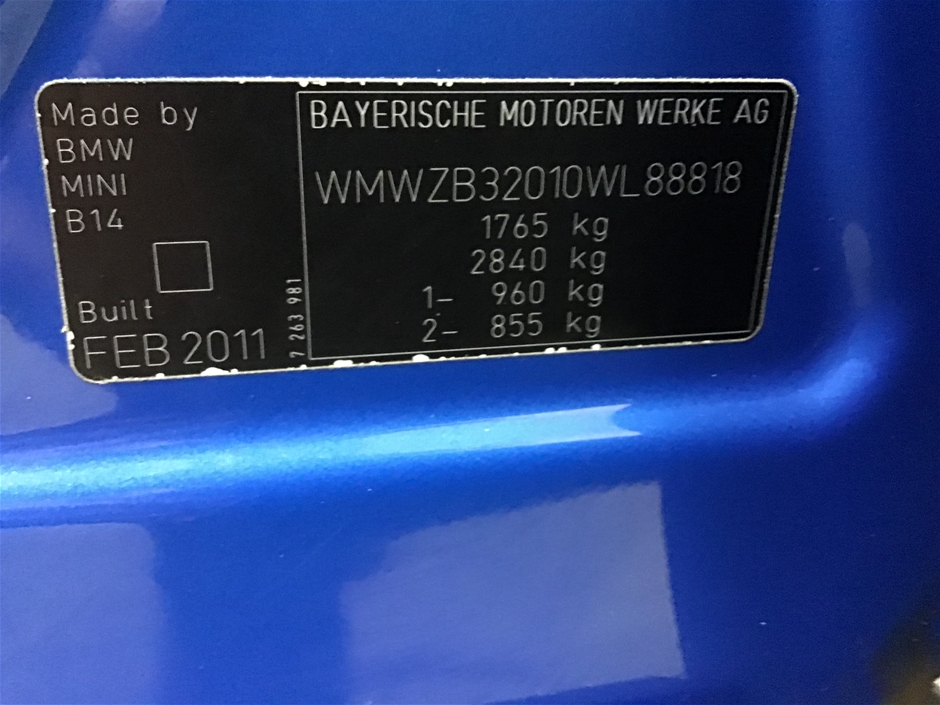 Made by
BMW
MINI
B14
Built
FEB 2011
7 263 981
BAYERISCHE MOTOREN WERKE AG
WMWZB32010WL88818
1765 kg
2840 kg
1– 960 kg
2– 855 kg